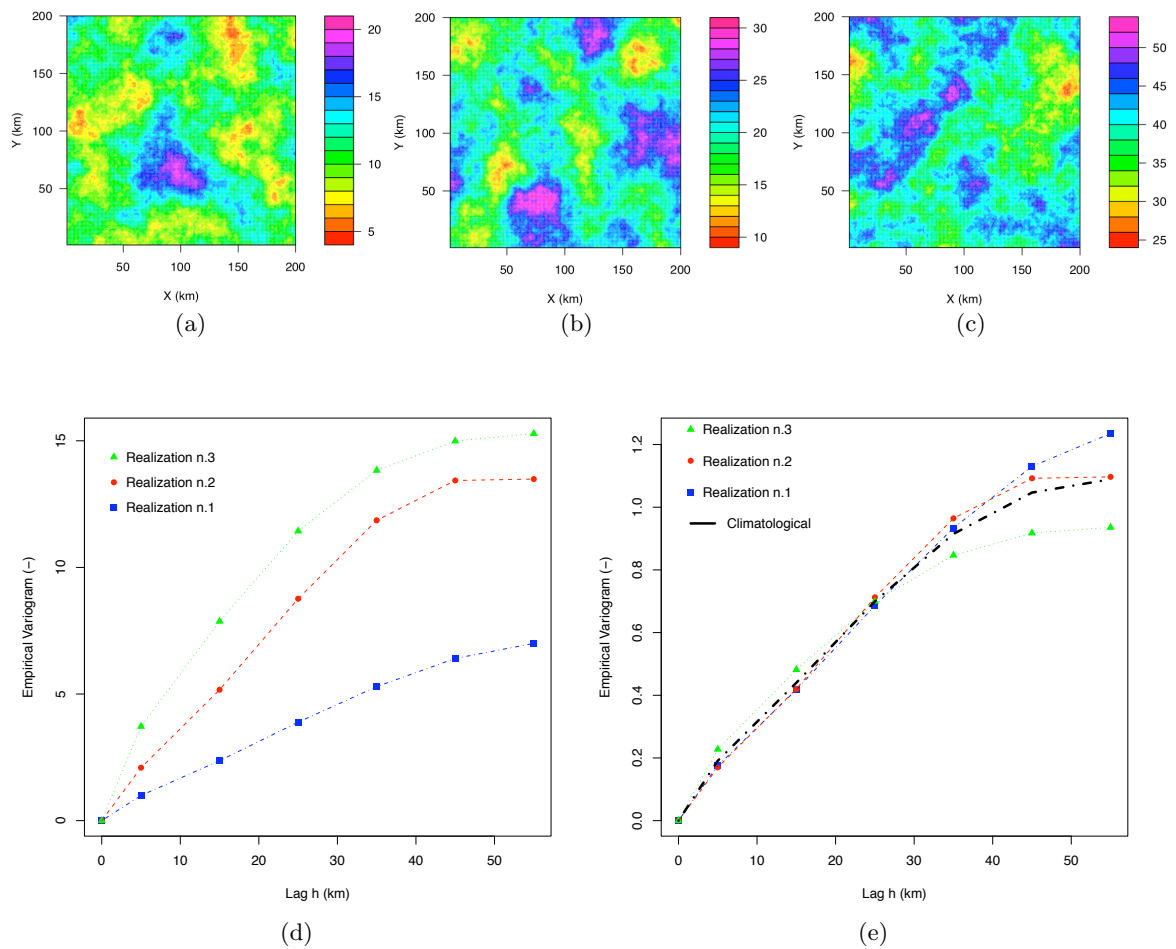 200
150
100
50
Y (km)
50
100
150
200
X (km)
20
15
10
5
(a)
200
150
100
50
Y (km)
50
100
150
200
X (km)
30
25
20
15
10
(b)
200
150
100
50
Y (km)
50
100
150
200
X (km)
50
45
40
35
30
25
(c)
15
10
5
0
Empirical Variogram (−)
Realization n.3
Realization n.2
Realization n.1
0
10
20
30
40
50
Lag h (km)
(d)
1.2
1.0
0.8
0.6
0.4
0.2
0.0
Empirical Variogram (−)
Realization n.3
Realization n.2
Realization n.1
Climatological
0
10
20
30
40
50
Lag h (km)
(e)